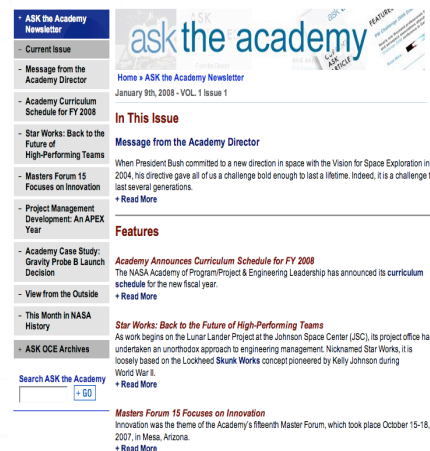 + ASK the Academy
Newsletter
– Current Issue
– Message from the
Academy Director
– Academy Curriculum
Schedule for FY 2008
– Star Works: Back to the
Future of
High-Performing Teams
– Masters Forum 15
Focuses on Innovation
– Project Management
Development: An APEX
Year
– Academy Case Study:
Gravity Probe B Launch
Decision
– View from the Outside
– This Month in NASA
History
+ ASK OCE Archives
Search ASK the Academy
+ GO
ask the academy
Home » ASK the Academy Newsletter
January 9th, 2008 - VOL. 1 Issue 1
In This Issue
Message from the Academy Director
When President Bush committed to a new direction in space with the Vision for Space Exploration in
2004, his directive gave all of us a challenge bold enough to last a lifetime. Indeed, it is a challenge
last several generations.
+ Read More
Features
Academy Announces Curriculum Schedule for FY 2008
The NASA Academy of Program/Project & Engineering Leadership has announced its curriculum
schedule for the new fiscal year.
+ Read More
Star Works: Back to the Future of High-Performing Teams
As work begins on the Lunar Lander Project at the Johnson Space Center (JSC), its project office ha
undertaken an unorthodox approach to engineering management. Nicknamed Star Works, it is
loosely based on the Lockheed Skunk Works concept pioneered by Kelly Johnson during
World War II.
+ Read More
Masters Forum 15 Focuses on Innovation
Innovation was the theme of the Academy's fifteenth Master Forum, which took place October 15-18,
2007, in Mesa, Arizona.
+ Read More